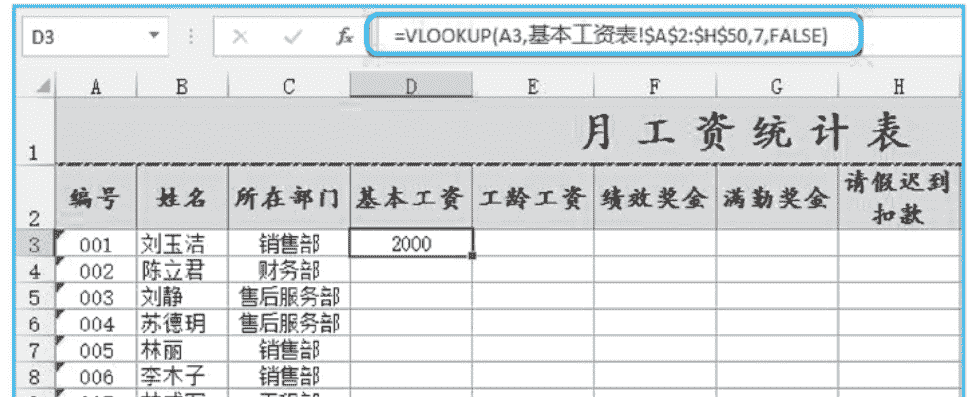 D3 fx =VLOOKUP(A3,基本工资表!$A$2:$H$50,7,FALSE)
A B C D E F G H
1 月工资统计表
2 编号 姓名 所在部门 基本工资 工龄工资 绩效奖金 满勤奖金 请假迟到扣款
3 001 刘玉洁 销售部 2000
4 002 陈立君 财务部
5 003 刘静 售后服务部
6 004 苏德玥 售后服务部
7 005 林丽 销售部
8 006 李木子 销售部